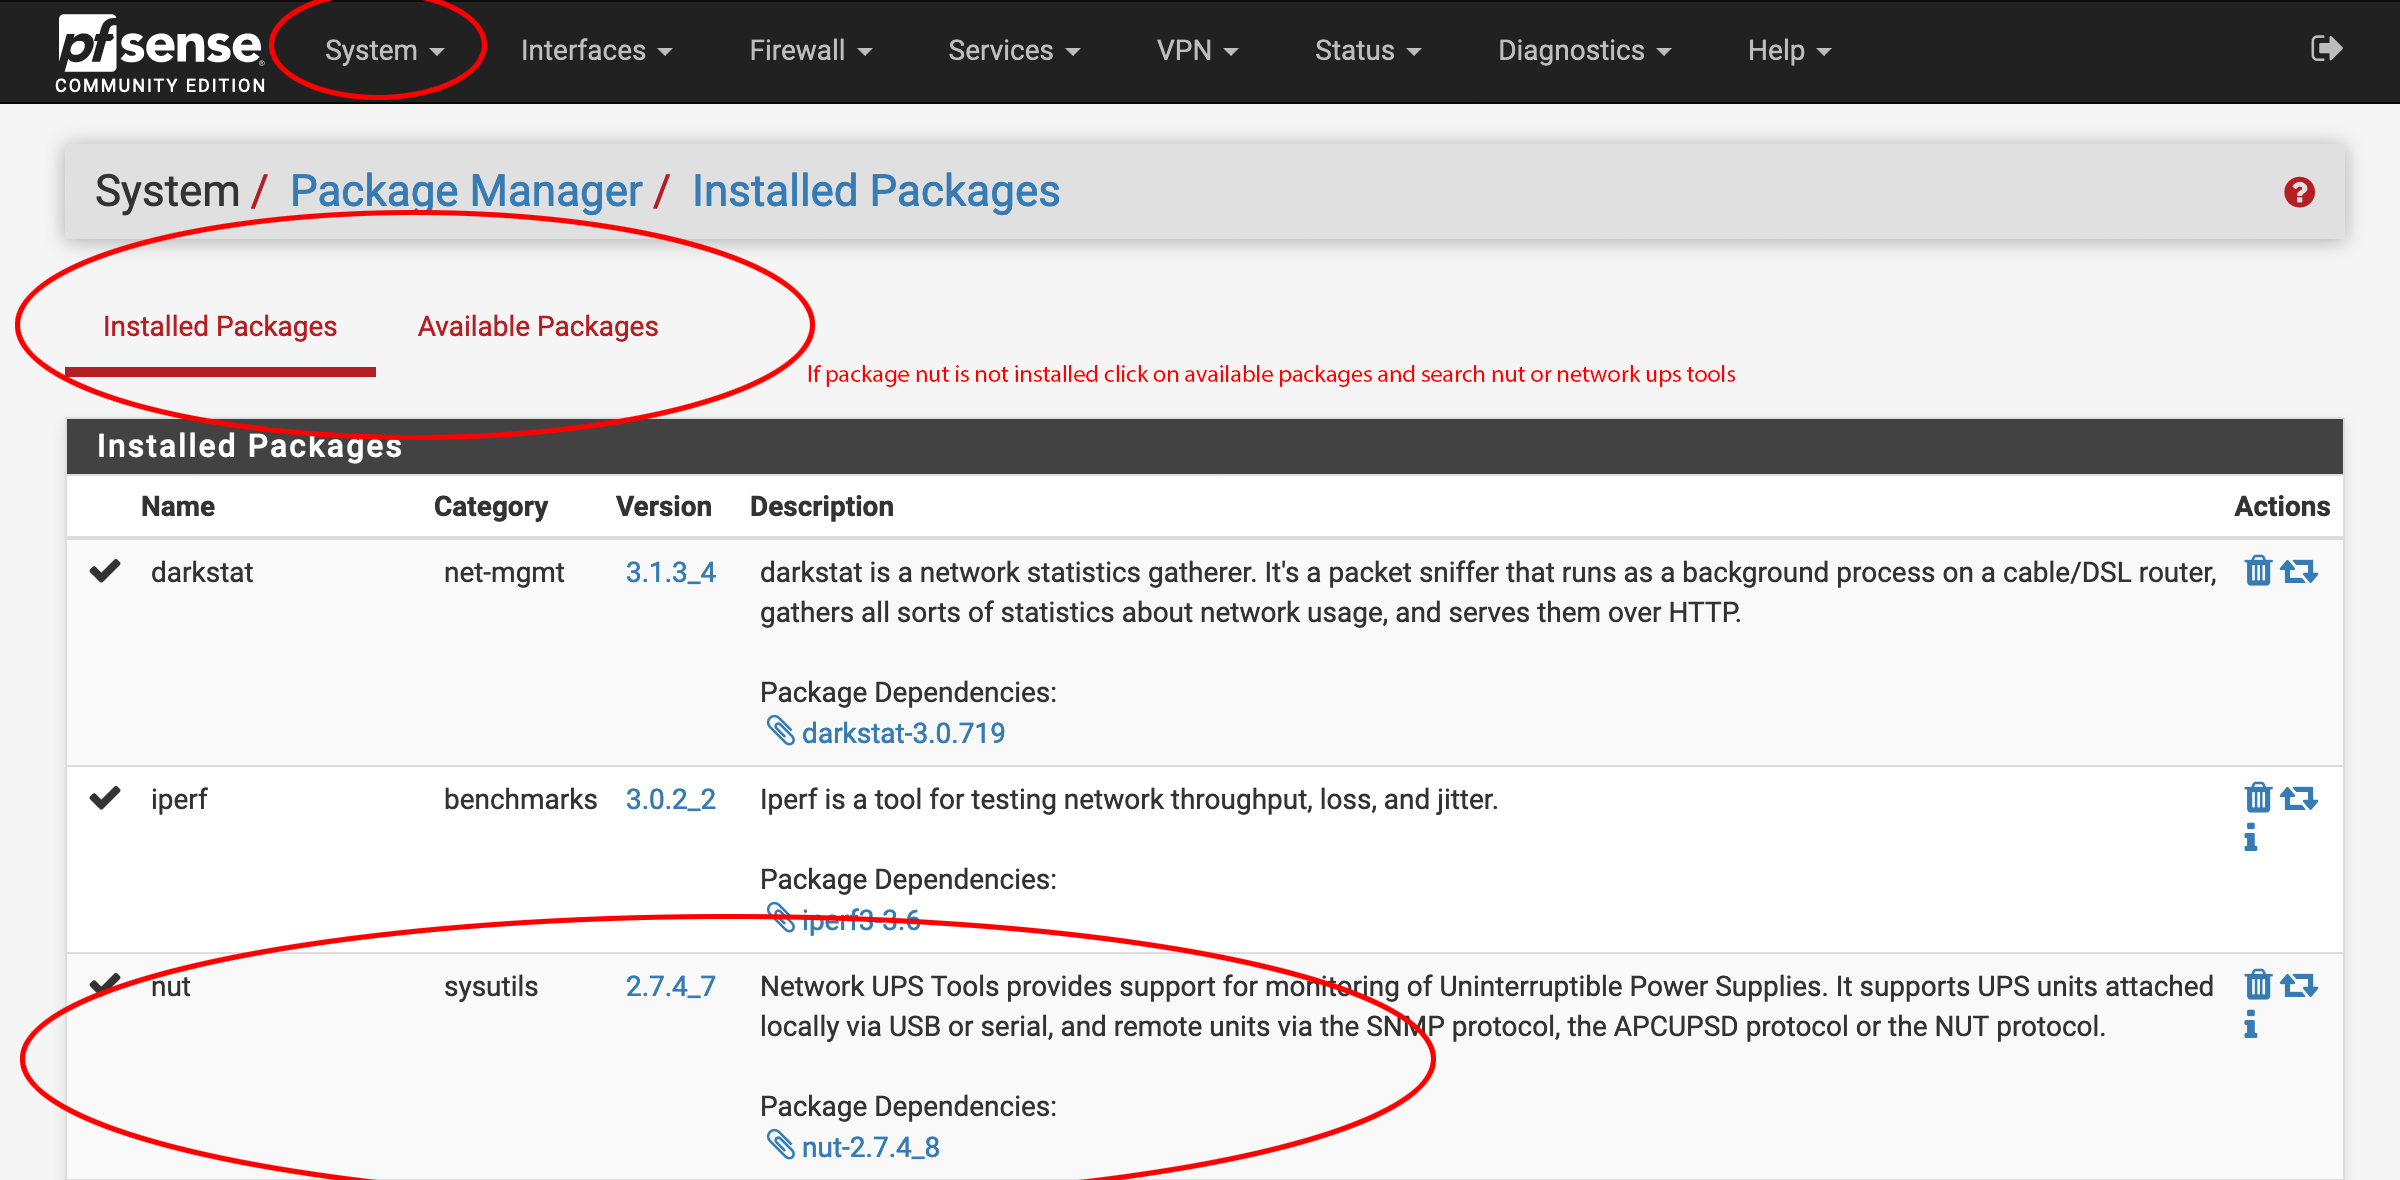 pfsense
COMMUNITY EDITION
System Interfaces Firewall Services VPN Status Diagnostics Help
System / Package Manager / Installed Packages
Installed Packages Available Packages
If package nut is not installed click on available packages and search nut or network ups tools
Installed Packages
Name Category Version Description Actions
darkstat net-mgmt 3.1.3_4 darkstat is a network statistics gatherer. It's a packet sniffer that runs as a background process on a cable/DSL router,
gathers all sorts of statistics about network usage, and serves them over HTTP.
Package Dependencies:
darkstat-3.0.719
iperf benchmarks 3.0.2_2 Iperf is a tool for testing network throughput, loss, and jitter.
Package Dependencies:
iperf3-3.6
nut sysutils 2.7.4_7 Network UPS Tools provides support for monitoring of Uninterruptible Power Supplies. It supports UPS units attached
locally via USB or serial, and remote units via the SNMP protocol, the APCUPSD protocol or the NUT protocol.
Package Dependencies:
nut-2.7.4_8